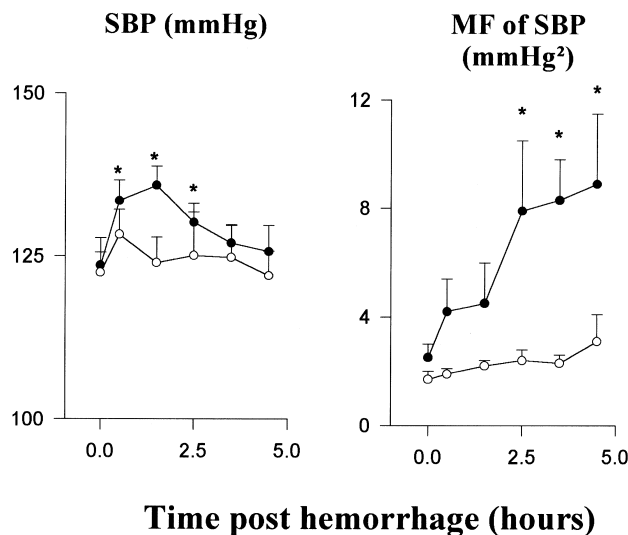 SBP (mmHg)
150
125
100
* * *
0.0 2.5 5.0
MF of SBP
(mmHg²)
12
8
4
0
* * *
0.0 2.5 5.0
Time post hemorrhage (hours)